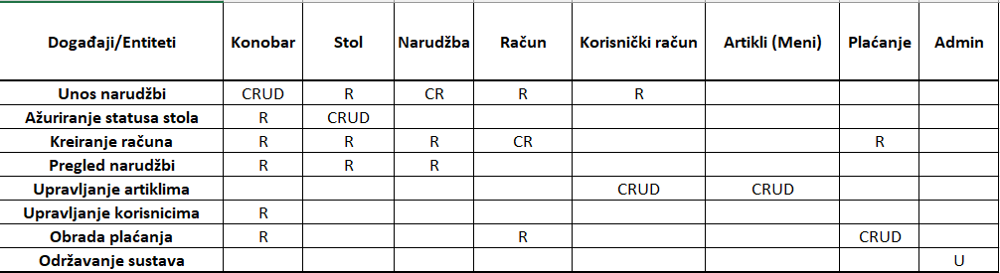 Događaji/Entiteti Konobar Stol Narudžba Račun Korisnički račun Artikli (Meni) Plaćanje Admin
Unos narudžbi CRUD R CR R R
Ažuriranje statusa stola R CRUD
Kreiranje računa R R R CR R
Pregled narudžbi R R R
Upravljanje artiklima CRUD CRUD
Upravljanje korisnicima R
Obrada plaćanja R R CRUD
Održavanje sustava U